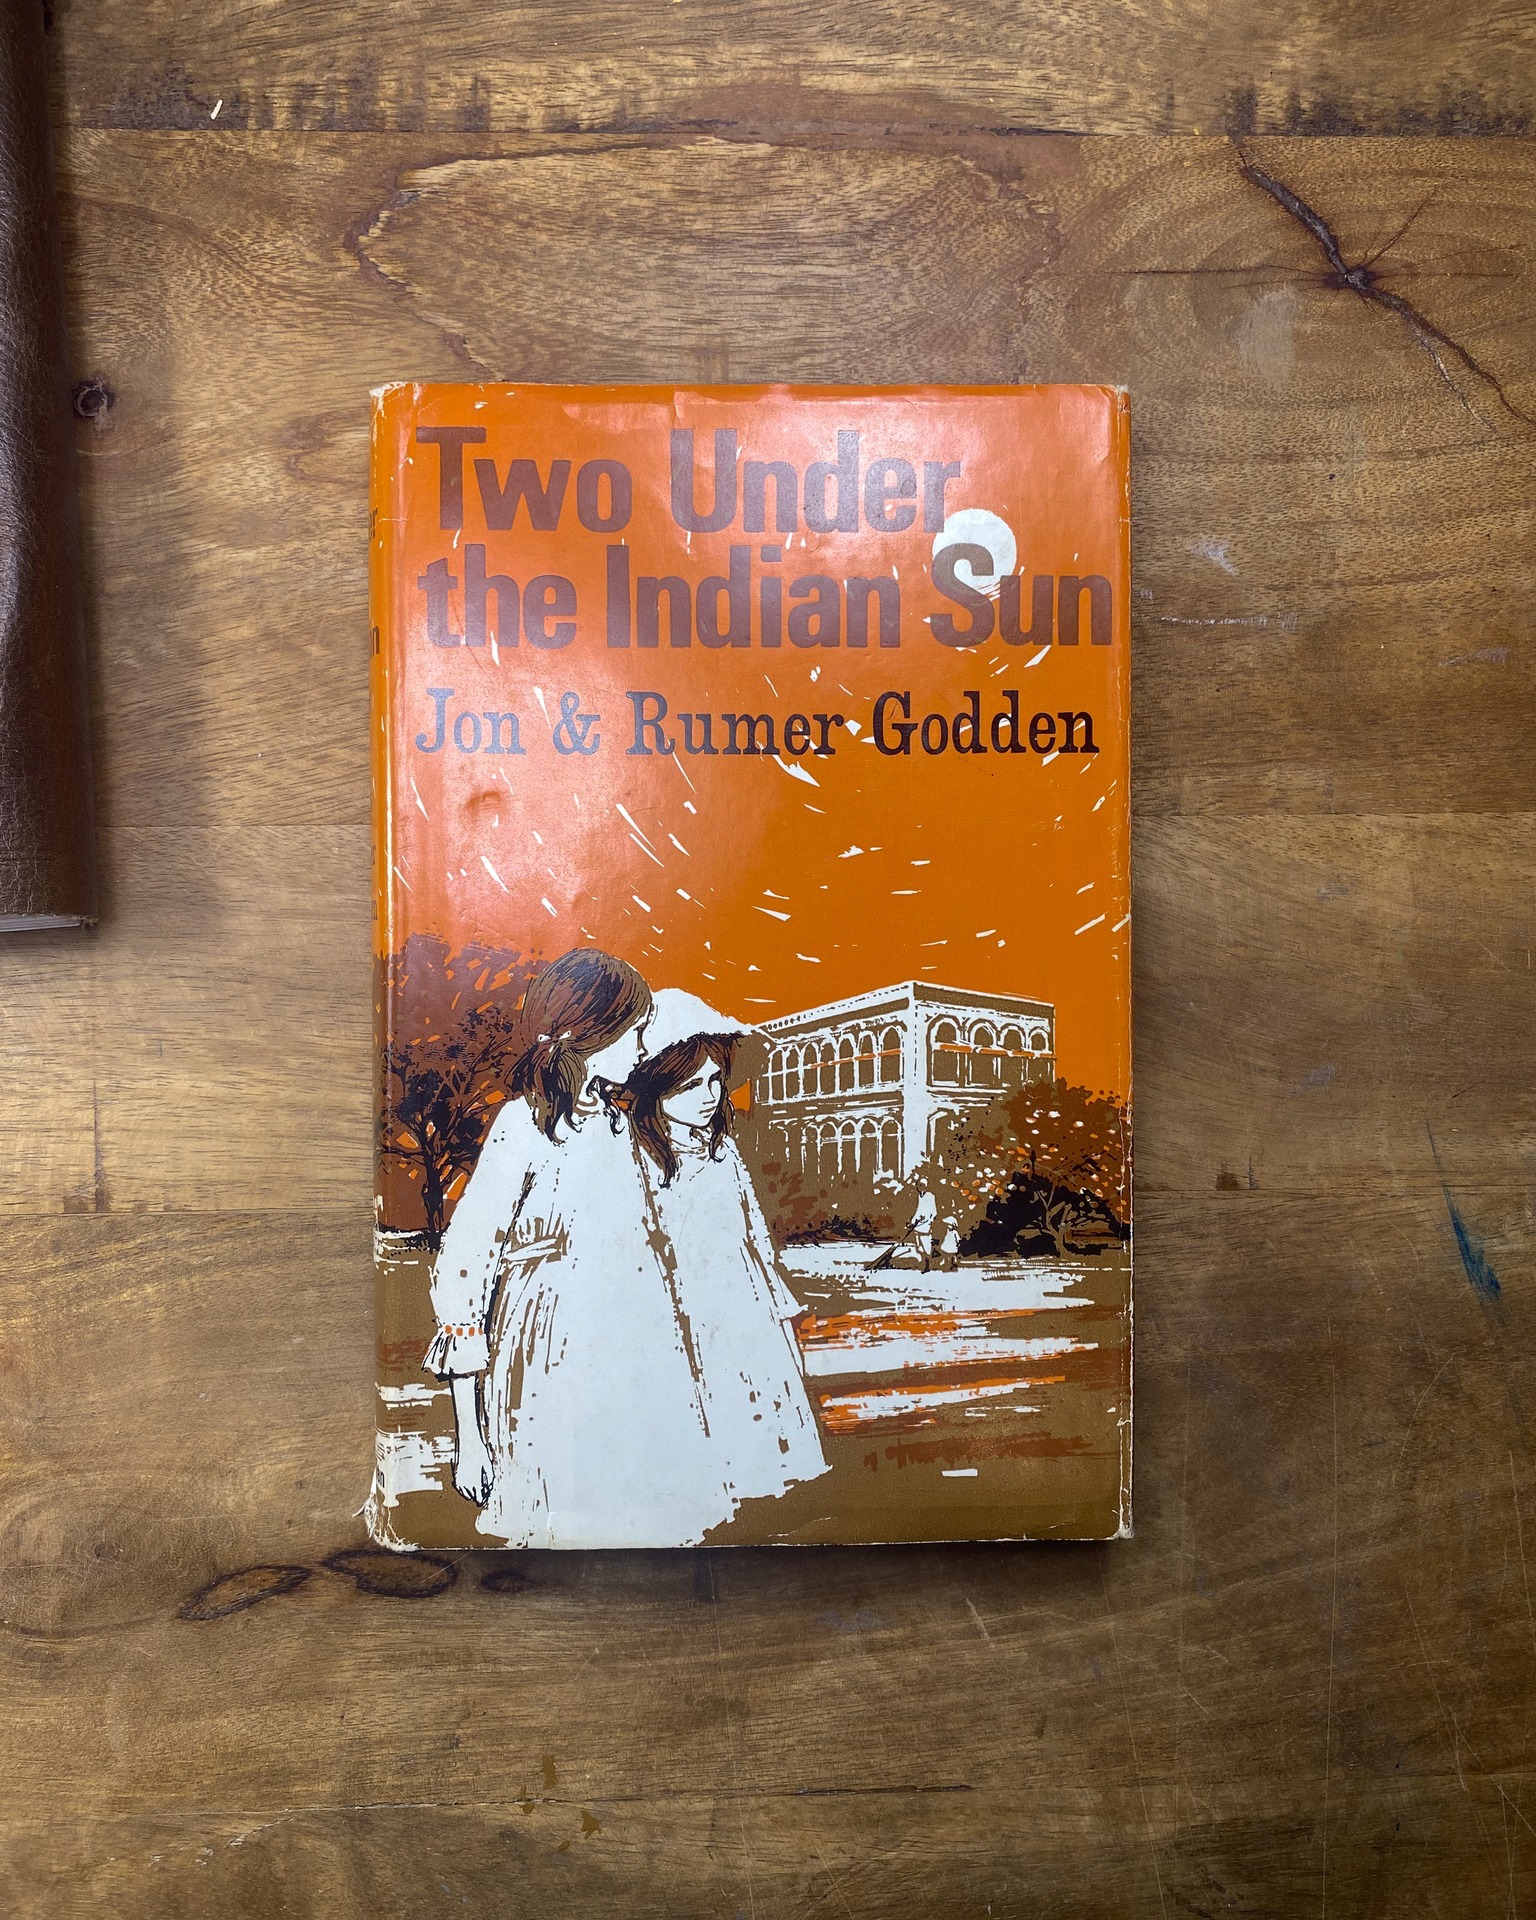 Two Under
the Indian Sun
Jon & Rumer Godden